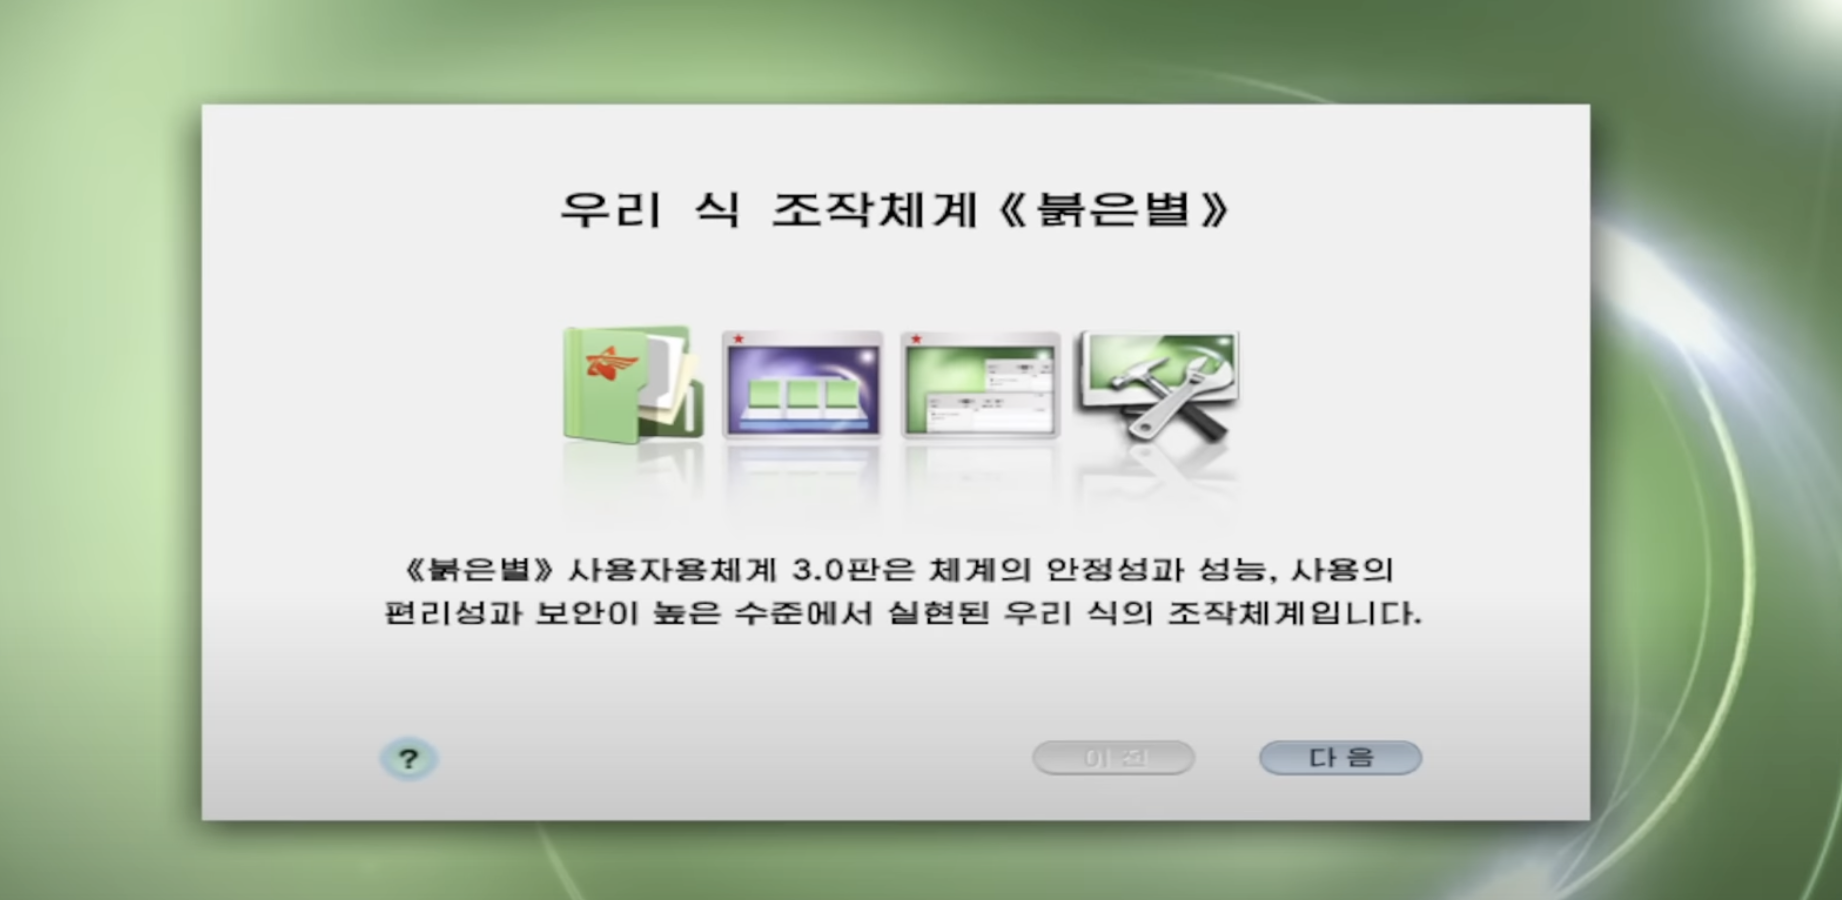 우리 식 조작체계《붉은별》
《붉은별》사용자용체계 3.0판은 체계의 안정성과 성능, 사용의
편리성과 보안이 높은 수준에서 실현된 우리 식의 조작체계입니다.
?
이 전
다 음